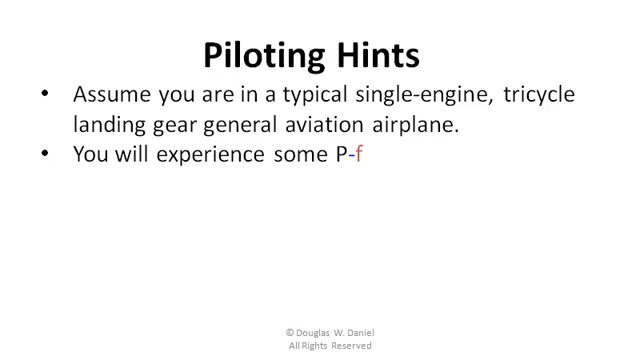 Piloting Hints
• Assume you are in a typical single-engine, tricycle
landing gear general aviation airplane.
• You will experience some P-f
© Douglas W. Daniel
All Rights Reserved